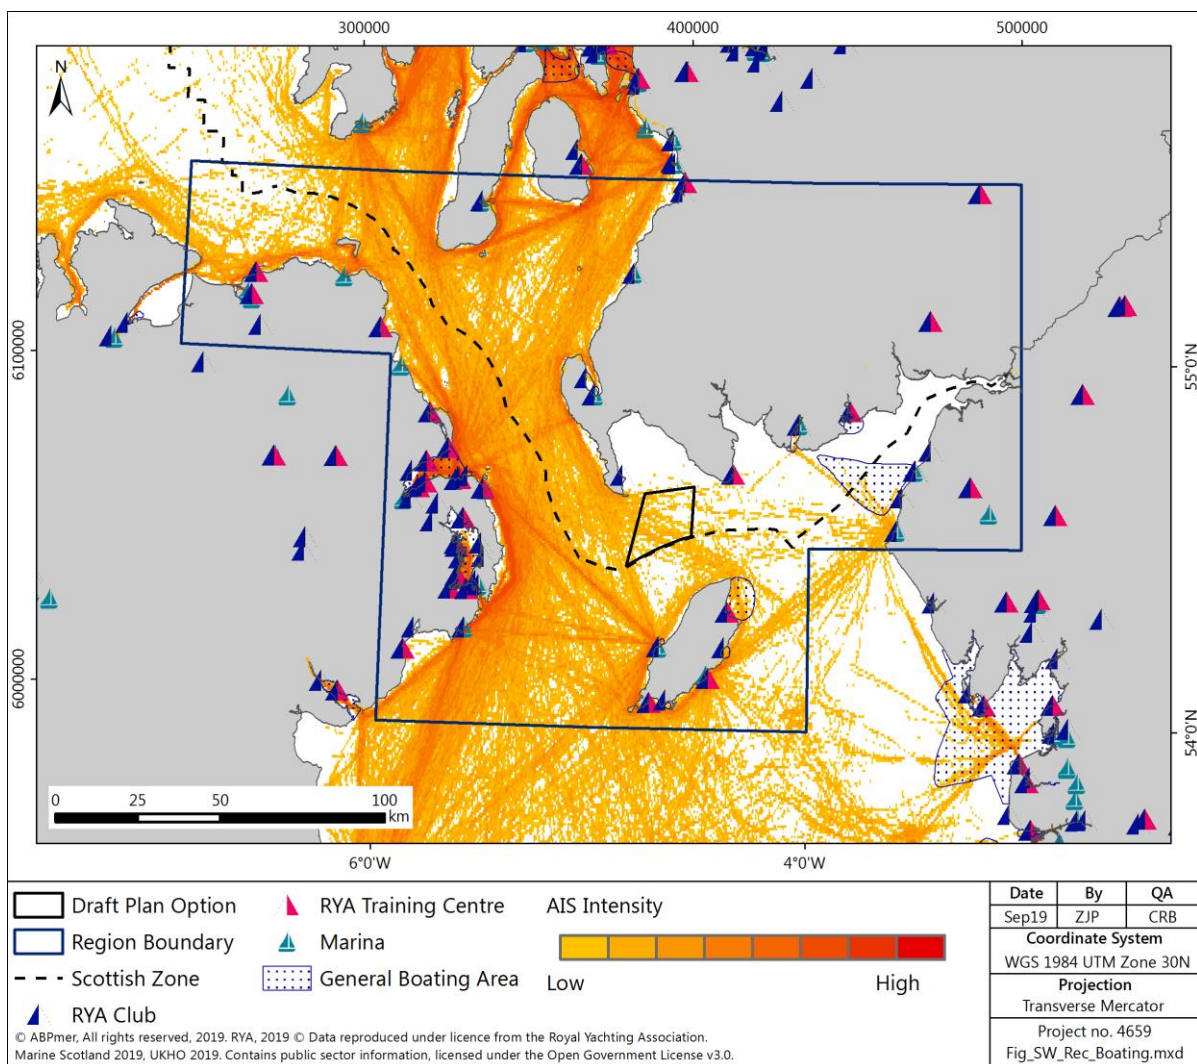 300000 400000 500000
N
6100000
55°0'N
6000000
54°0'N
0 25 50 100
km
6°0'W 4°0'W
Draft Plan Option
Region Boundary
Scottish Zone
RYA Club
RYA Training Centre
Marina
General Boating Area
AIS Intensity
Low High
© ABPmer, All rights reserved, 2019. RYA, 2019 © Data reproduced under licence from the Royal Yachting Association.
Marine Scotland 2019, UKHO 2019. Contains public sector information, licensed under the Open Government License v3.0.
Date By QA
Sep19 ZJP CRB
Coordinate System
WGS 1984 UTM Zone 30N
Projection
Transverse Mercator
Project no. 4659
Fig_SW_Rec_Boating.mxd